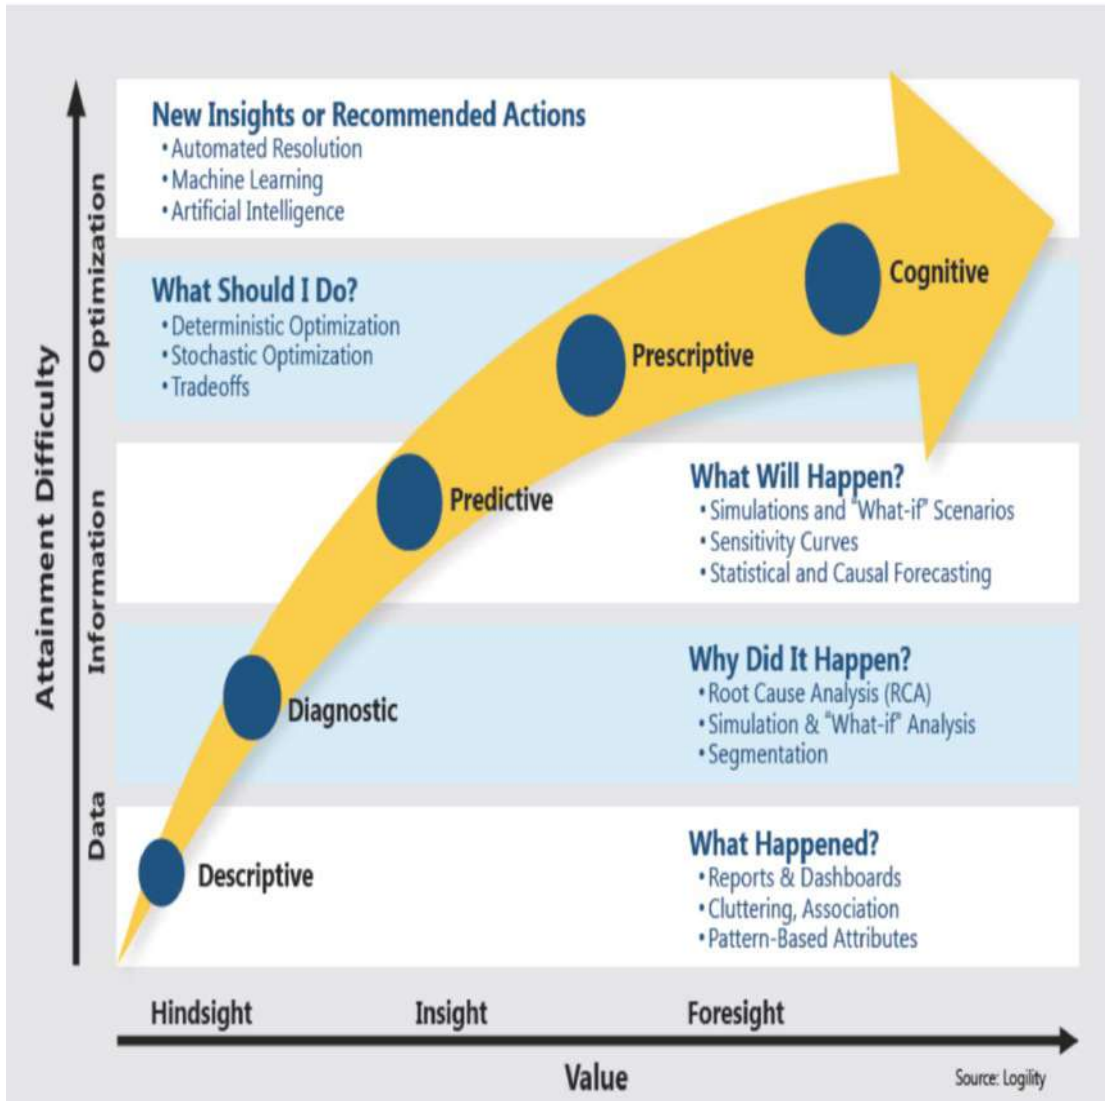 New Insights or Recommended Actions
• Automated Resolution
• Machine Learning
• Artificial Intelligence
Cognitive
What Should I Do?
• Deterministic Optimization
• Stochastic Optimization
• Tradeoffs
Prescriptive
What Will Happen?
• Simulations and "What-if" Scenarios
• Sensitivity Curves
• Statistical and Causal Forecasting
Predictive
Why Did It Happen?
• Root Cause Analysis (RCA)
• Simulation & "What-if" Analysis
• Segmentation
Diagnostic
What Happened?
• Reports & Dashboards
• Cluttering, Association
• Pattern-Based Attributes
Descriptive
Attainment Difficulty
Optimization
Information
Data
Hindsight
Insight
Foresight
Value
Source: Logility